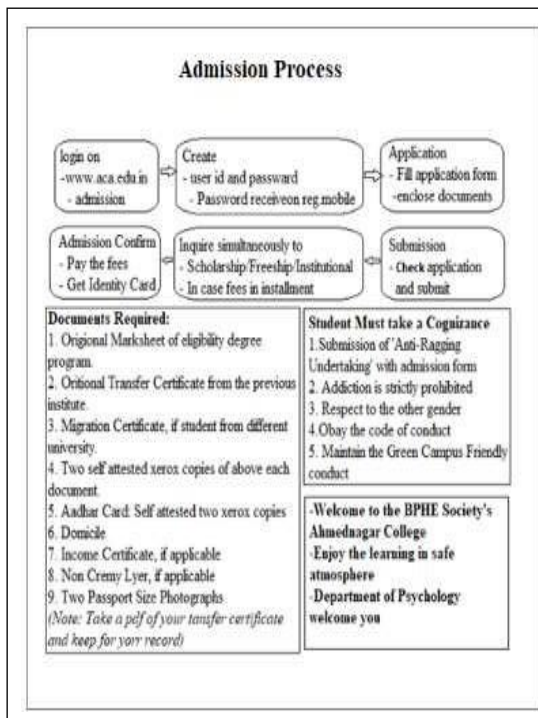 Admission Process
login on
-www.aca.edu.in
- admission
Create
- user id and passward
- Password receiveon reg.mobile
Application
- Fill application form
-enclose documents
Admission Confirm
- Pay the fees
- Get Identity Card
Inquire simultaneously to
- Scholarship/Freeship/Institutional
- In case fees in installment
Submission
- Check application
and submit
Documents Required:
1. Origional Marksheet of eligibility degree
program.
2. Oritional Transfer Certificate from the previous
institute.
3. Migration Certificate, if student from different
university.
4. Two self attested xerox copies of above each
document.
5. Aadhar Card: Self attested two xerox copies
6. Domicile
7. Income Certificate, if applicable
8. Non Cremy Lyer, if applicable
9. Two Passport Size Photographs
(Note: Take a pdf of your tansfer certificate
and keep for yorr record)
Student Must take a Cognirance
1.Submission of 'Anti-Ragging
Undertaking' with admission form
2. Addiction is strictly prohibited
3. Respect to the other gender
4.Obay the code of conduct
5. Maintain the Green Campus Friendly
conduct
-Welcome to the BPHE Society's
Ahmednagar College
-Enjoy the learning in safe
atmosphere
-Department of Psychology
welcome you